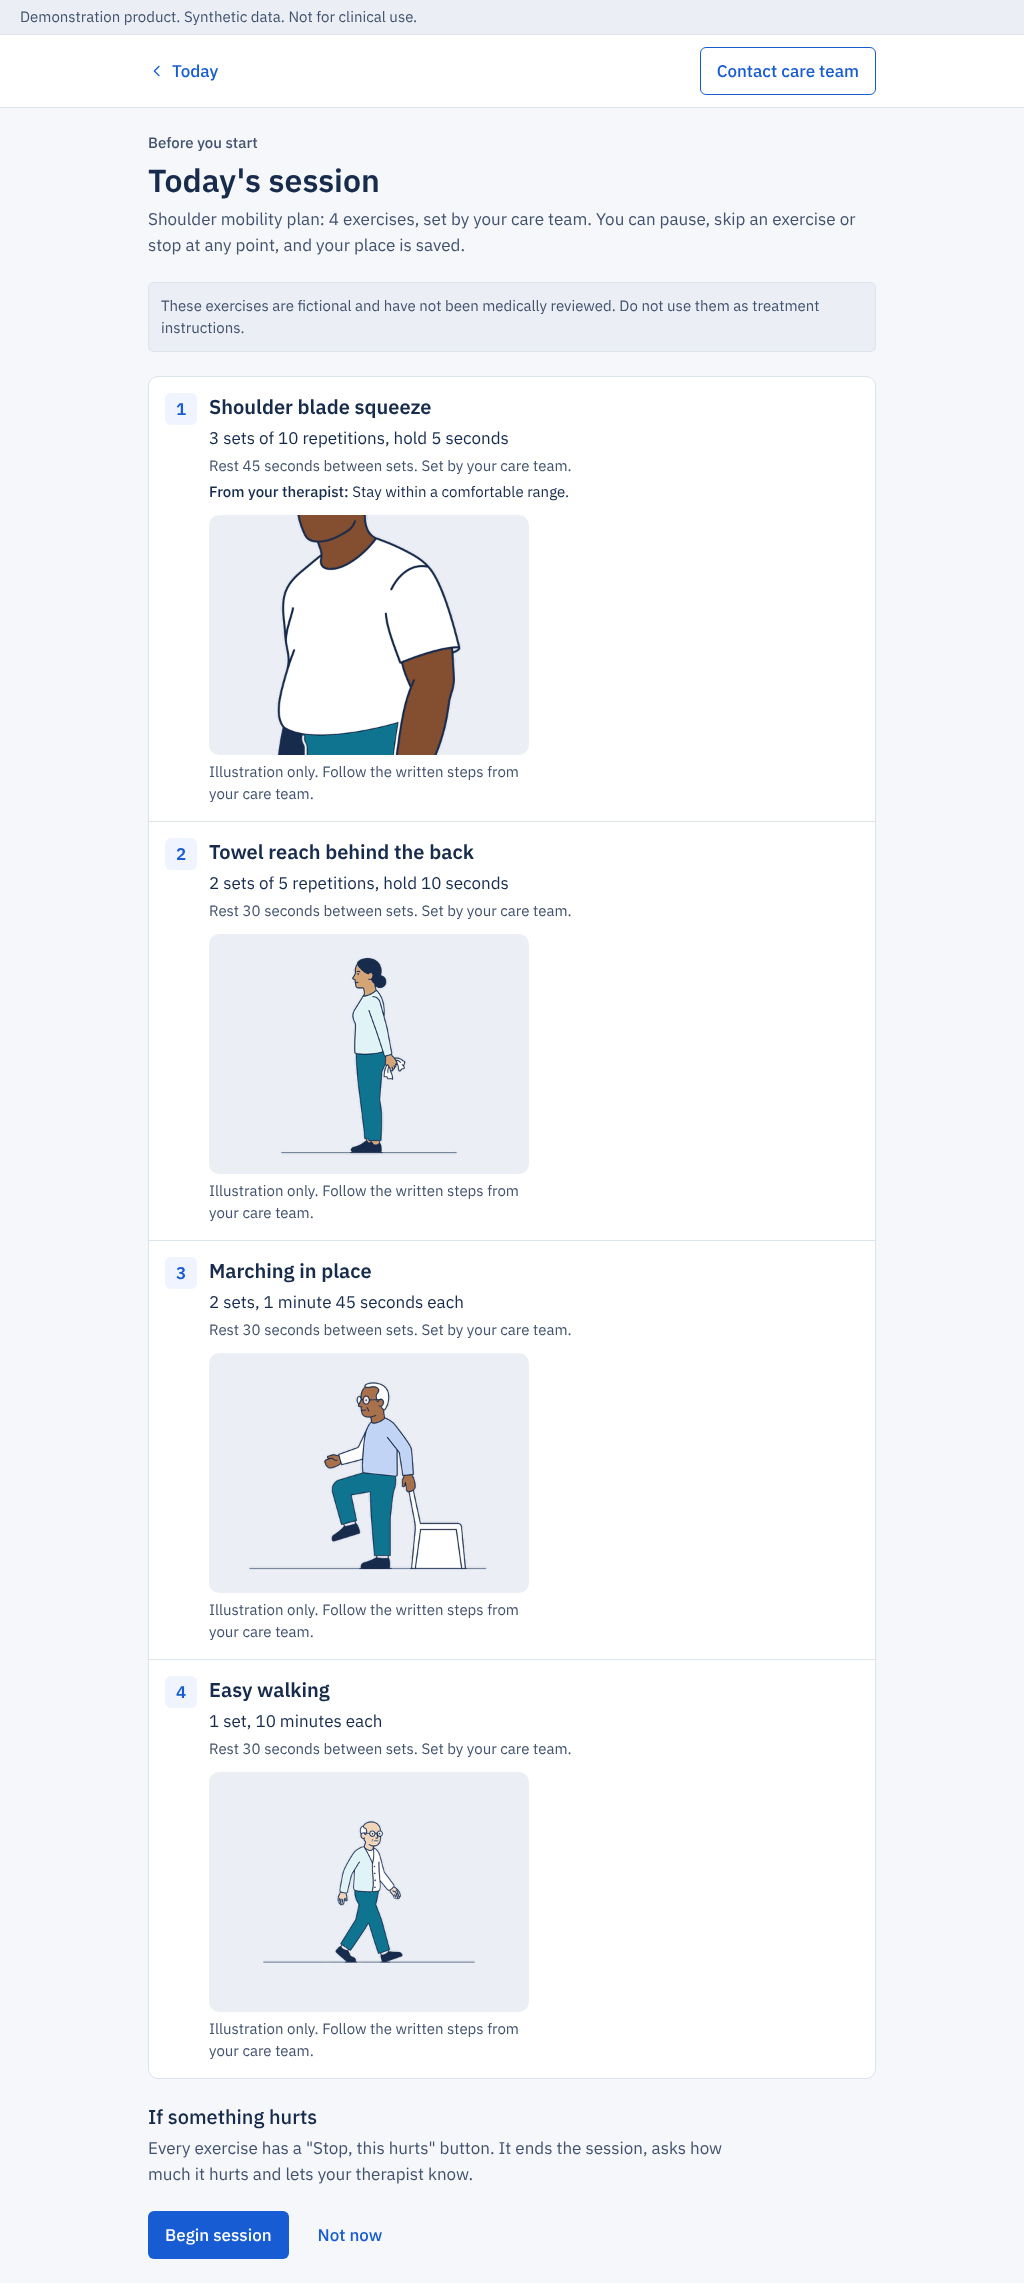 Demonstration product. Synthetic data. Not for clinical use.
Today
Contact care team
Before you start
Today's session
Shoulder mobility plan: 4 exercises, set by your care team. You can pause, skip an exercise or
stop at any point, and your place is saved.
These exercises are fictional and have not been medically reviewed. Do not use them as treatment
instructions.
1
Shoulder blade squeeze
3 sets of 10 repetitions, hold 5 seconds
Rest 45 seconds between sets. Set by your care team.
From your therapist: Stay within a comfortable range.
Illustration only. Follow the written steps from
your care team.
2
Towel reach behind the back
2 sets of 5 repetitions, hold 10 seconds
Rest 30 seconds between sets. Set by your care team.
Illustration only. Follow the written steps from
your care team.
3
Marching in place
2 sets, 1 minute 45 seconds each
Rest 30 seconds between sets. Set by your care team.
Illustration only. Follow the written steps from
your care team.
4
Easy walking
1 set, 10 minutes each
Rest 30 seconds between sets. Set by your care team.
Illustration only. Follow the written steps from
your care team.
If something hurts
Every exercise has a "Stop, this hurts" button. It ends the session, asks how
much it hurts and lets your therapist know.
Begin session
Not now